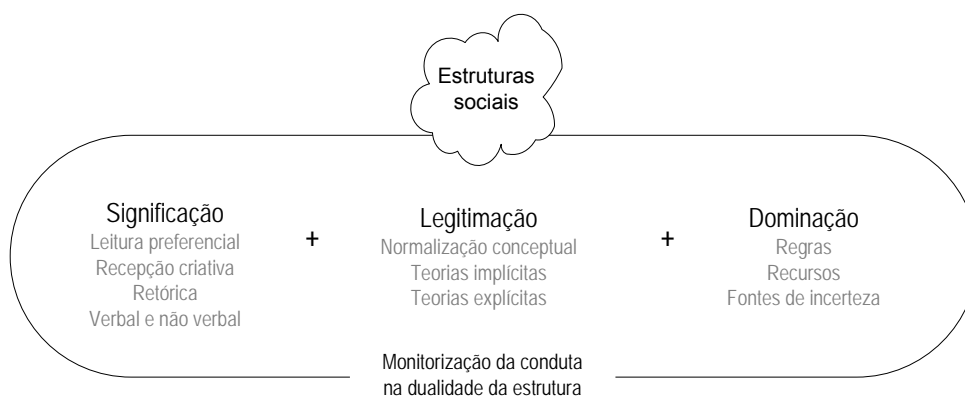 Estruturas
sociais
Significação
Leitura preferencial
Recepção criativa
Retórica
Verbal e não verbal
+
Legitimação
Normalização conceptual
Teorias implícitas
Teorias explícitas
+
Dominação
Regras
Recursos
Fontes de incerteza
Monitorização da conduta
na dualidade da estrutura